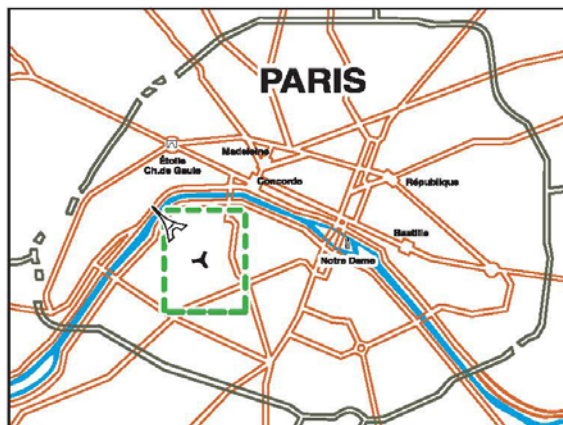 PARIS
Madeleine
Étoile
Ch.de Gaule
Concorde
République
Bastille
Notre Dame